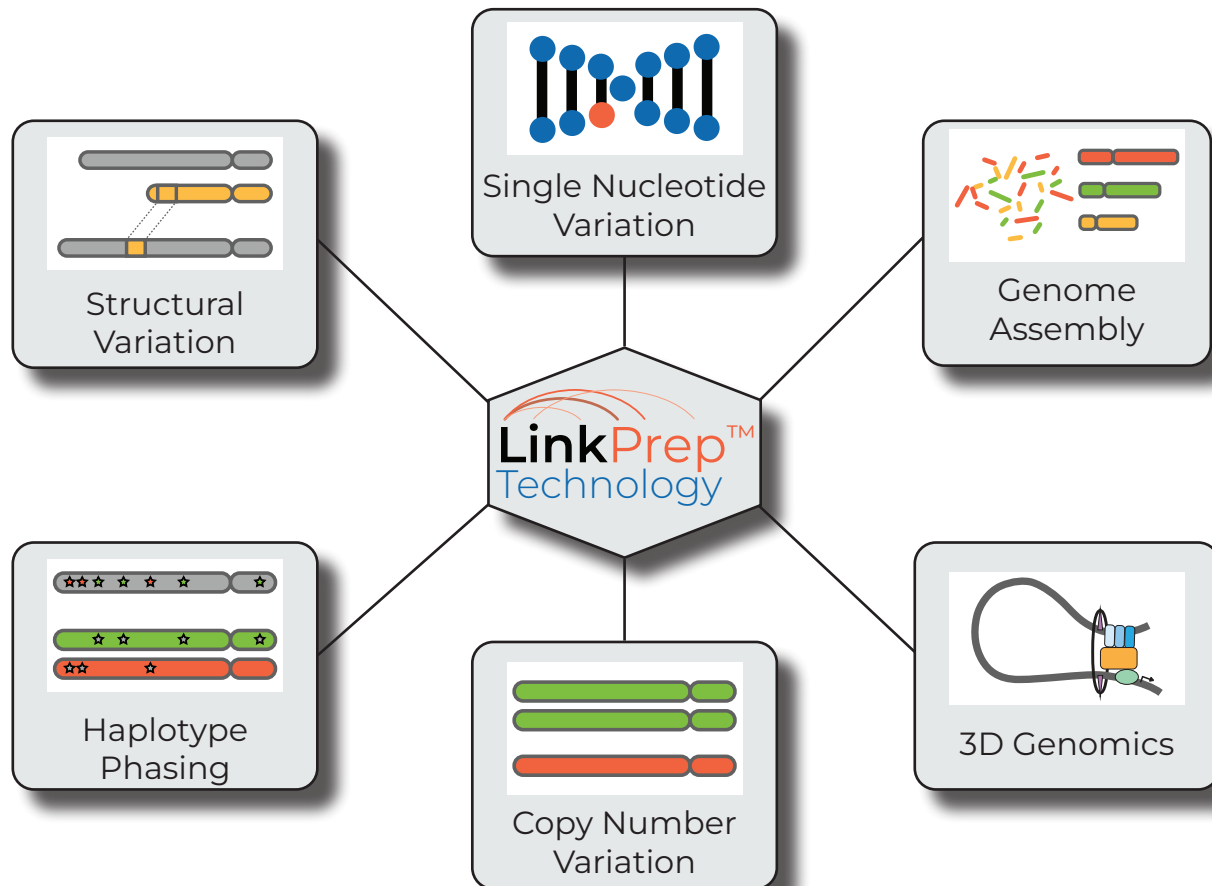 Single Nucleotide
Variation
Structural
Variation
Genome
Assembly
LinkPrep™
Technology
Haplotype
Phasing
3D Genomics
Copy Number
Variation